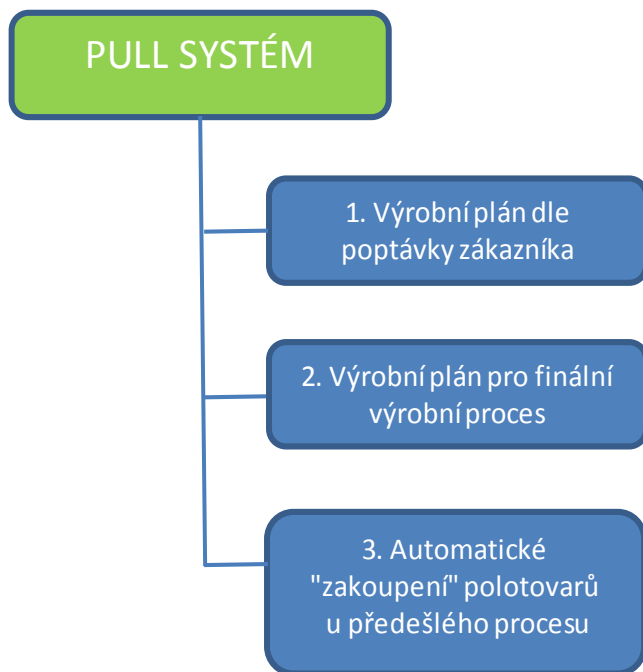 PULL SYSTÉM
1. Výrobní plán dle
poptávky zákazníka
2. Výrobní plán pro finální
výrobní proces
3. Automatické
"zakoupení" polotovarů
u předešlého procesu